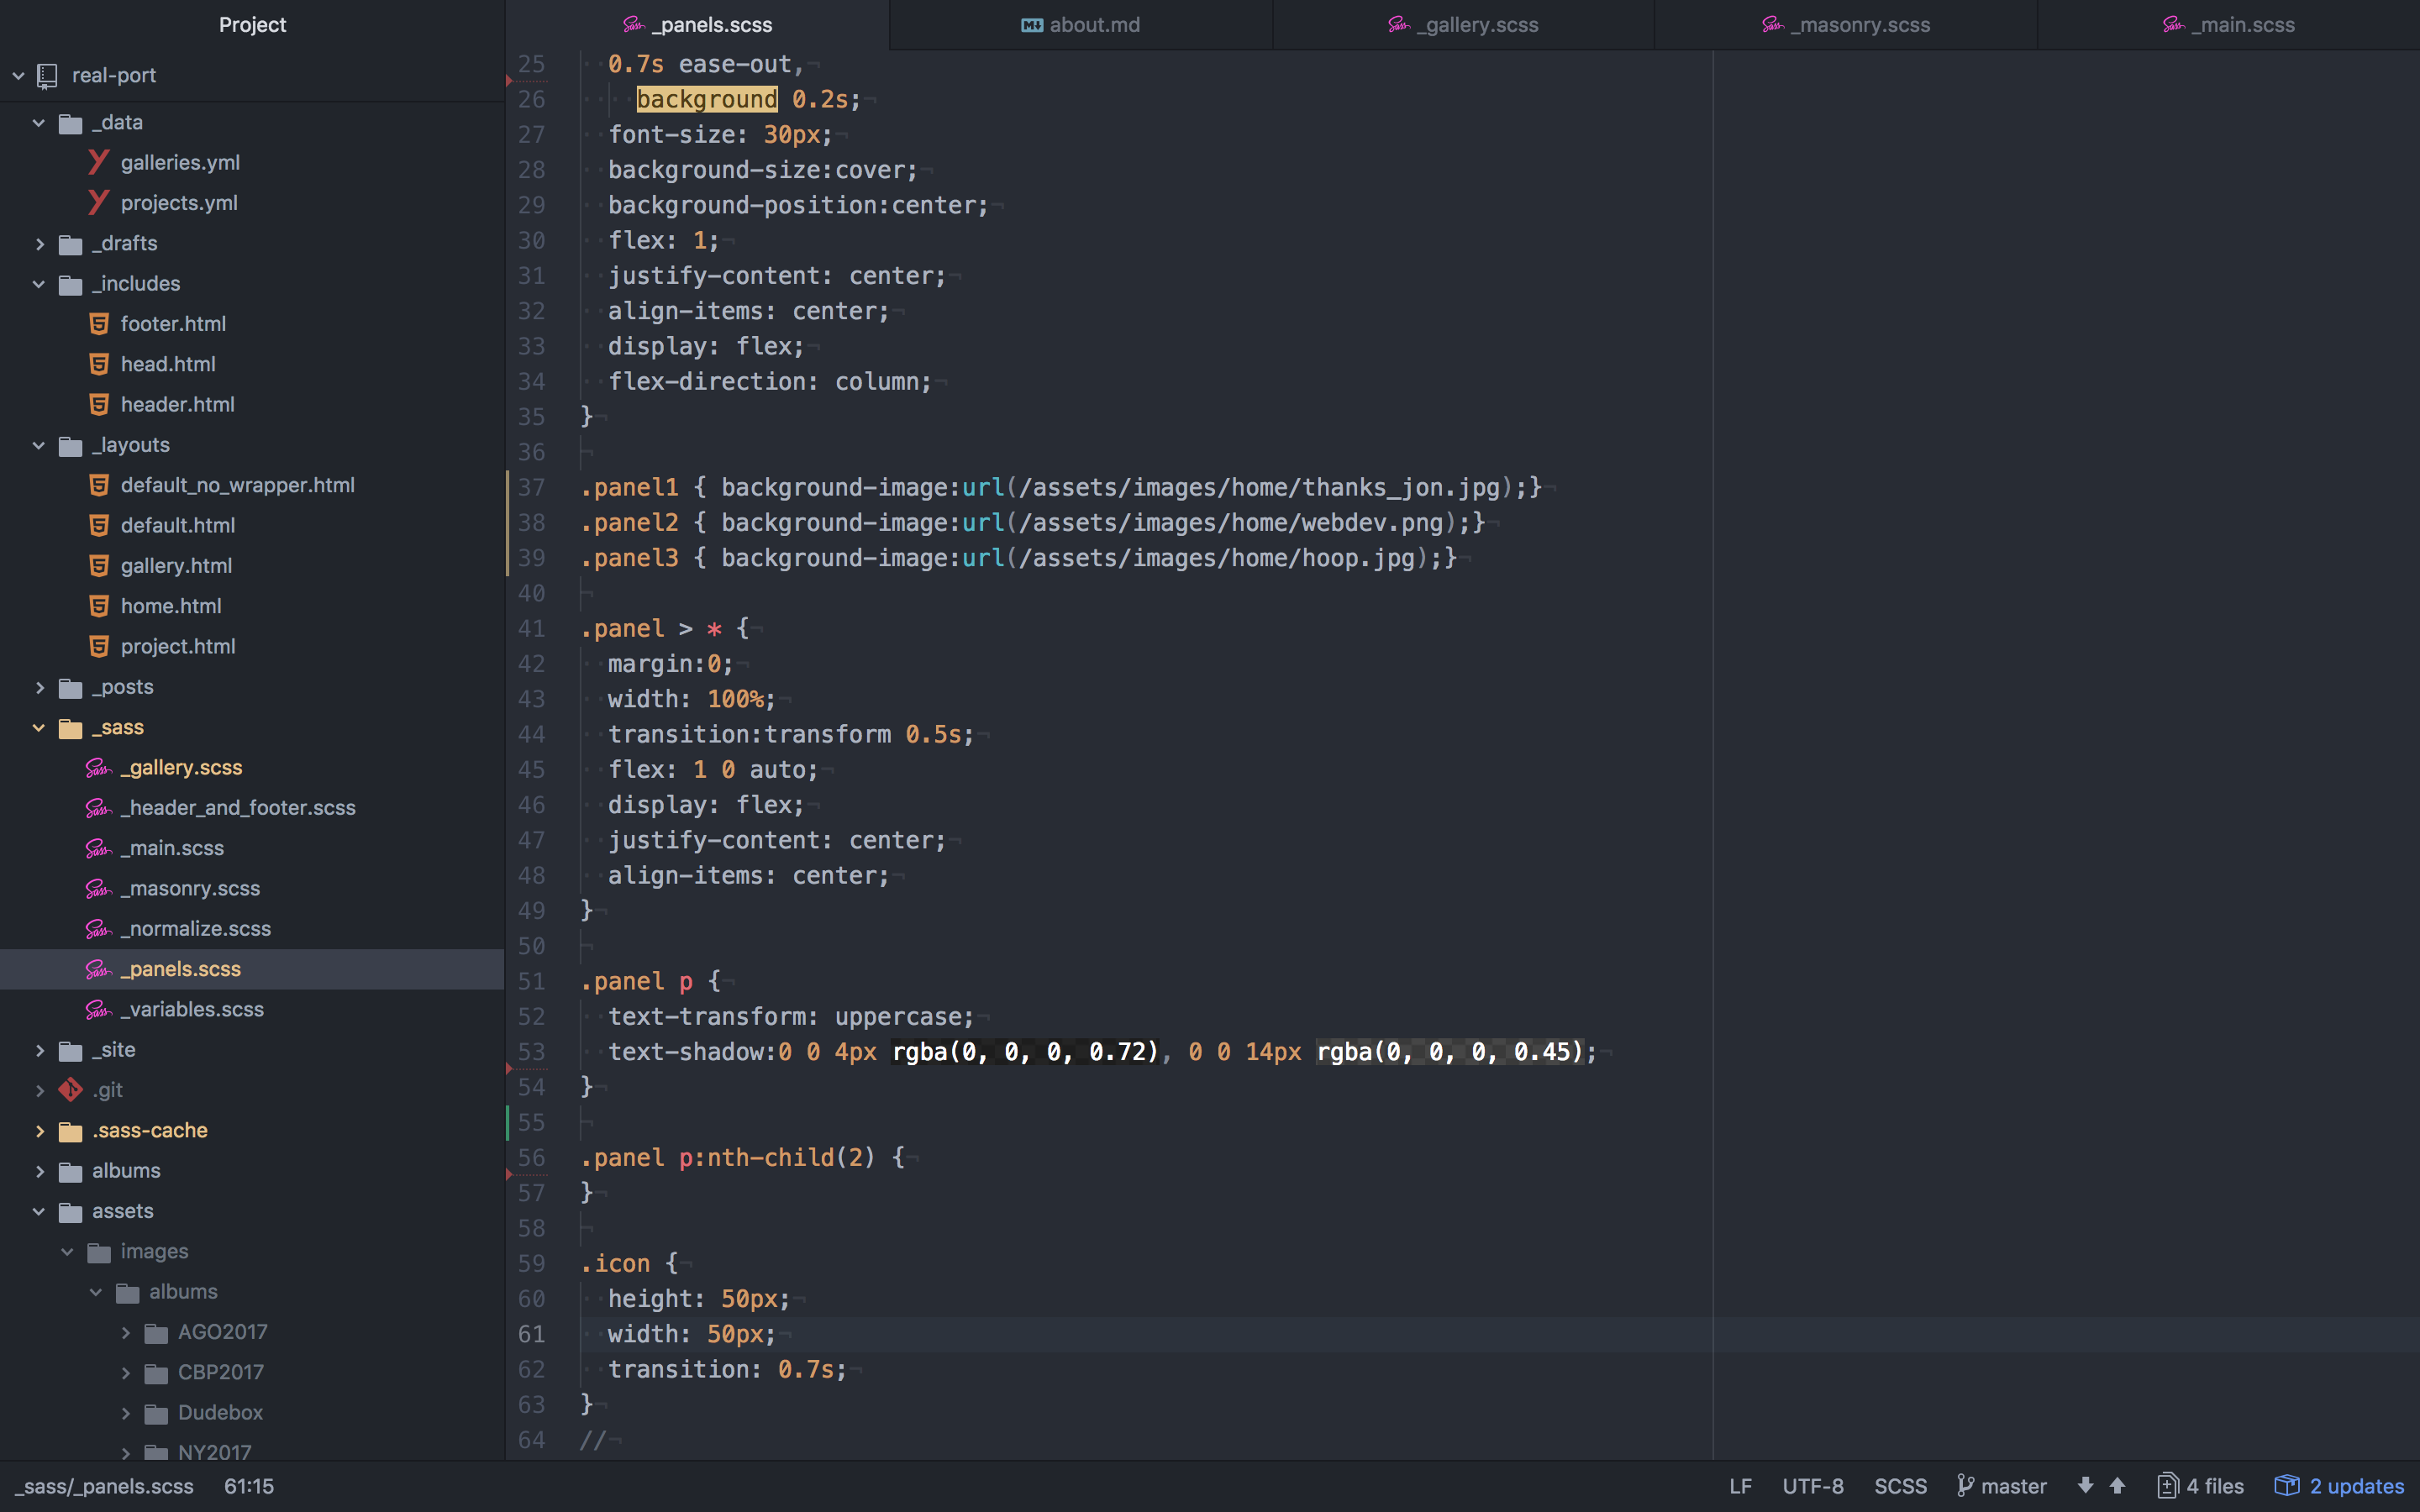 Project
real-port
_data
galleries.yml
projects.yml
_drafts
_includes
footer.html
head.html
header.html
_layouts
default_no_wrapper.html
default.html
gallery.html
home.html
project.html
_posts
_sass
_gallery.scss
_header_and_footer.scss
_main.scss
_masonry.scss
_normalize.scss
_panels.scss
_variables.scss
_site
.git
.sass-cache
albums
assets
images
albums
AGO2017
CBP2017
Dudebox
NY2017
_panels.scss
about.md
_gallery.scss
_masonry.scss
_main.scss
25 0.7s ease-out,
26 background 0.2s;
27 font-size: 30px;
28 background-size:cover;
29 background-position:center;
30 flex: 1;
31 justify-content: center;
32 align-items: center;
33 display: flex;
34 flex-direction: column;
35 }
36
37 .panel1 { background-image:url(/assets/images/home/thanks_jon.jpg);}
38 .panel2 { background-image:url(/assets/images/home/webdev.png);}
39 .panel3 { background-image:url(/assets/images/home/hoop.jpg);}
40
41 .panel > * {
42 margin:0;
43 width: 100%;
44 transition:transform 0.5s;
45 flex: 1 0 auto;
46 display: flex;
47 justify-content: center;
48 align-items: center;
49 }
50
51 .panel p {
52 text-transform: uppercase;
53 text-shadow:0 0 4px rgba(0, 0, 0, 0.72), 0 0 14px rgba(0, 0, 0, 0.45);
54 }
55
56 .panel p:nth-child(2) {
57 }
58
59 .icon {
60 height: 50px;
61 width: 50px;
62 transition: 0.7s;
63 }
64 //
_sass/_panels.scss 61:15
LF UTF-8 SCSS master 4 files 2 updates